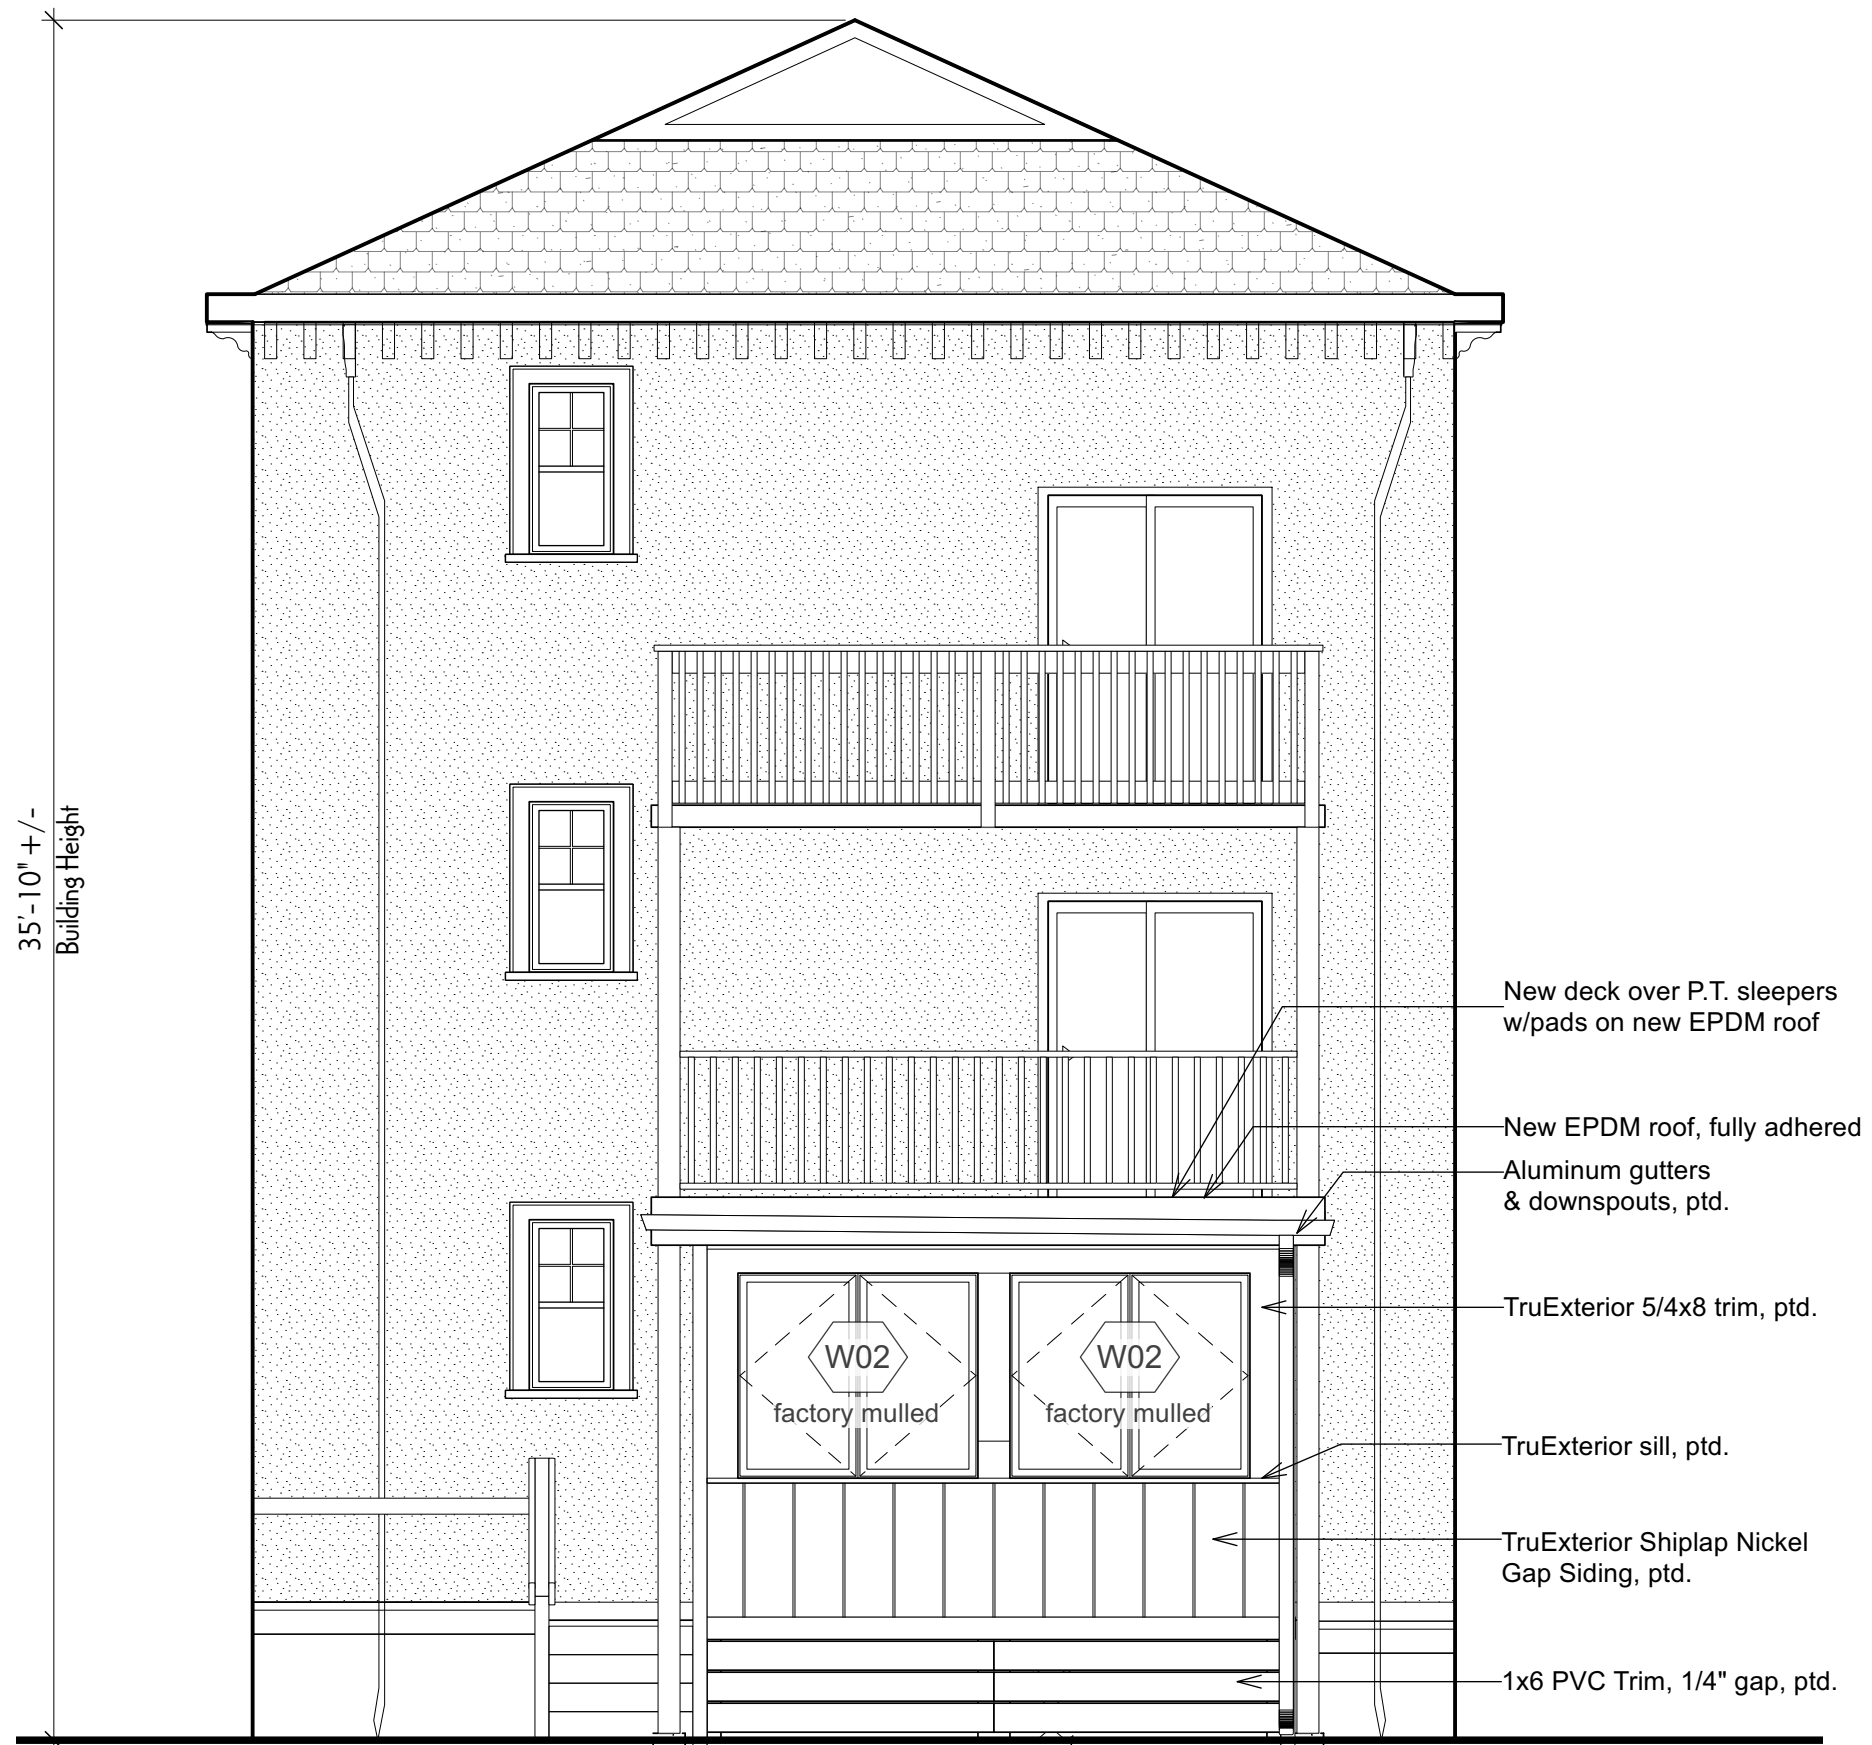 35'-10" +/-
Building Height
New deck over P.T. sleepers
w/pads on new EPDM roof
New EPDM roof, fully adhered
Aluminum gutters
& downspouts, ptd.
TruExterior 5/4x8 trim, ptd.
W02
factory mulled
W02
factory mulled
TruExterior sill, ptd.
TruExterior Shiplap Nickel
Gap Siding, ptd.
1x6 PVC Trim, 1/4" gap, ptd.